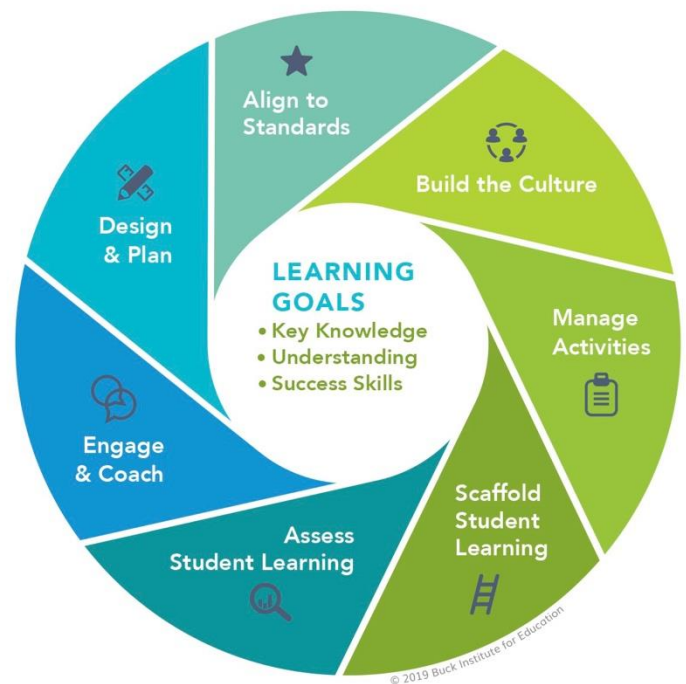 Align to
Standards
Build the Culture
Manage
Activities
Scaffold
Student
Learning
Assess
Student Learning
Engage
& Coach
Design
& Plan
LEARNING
GOALS
• Key Knowledge
• Understanding
• Success Skills
© 2019 Buck Institute for Education